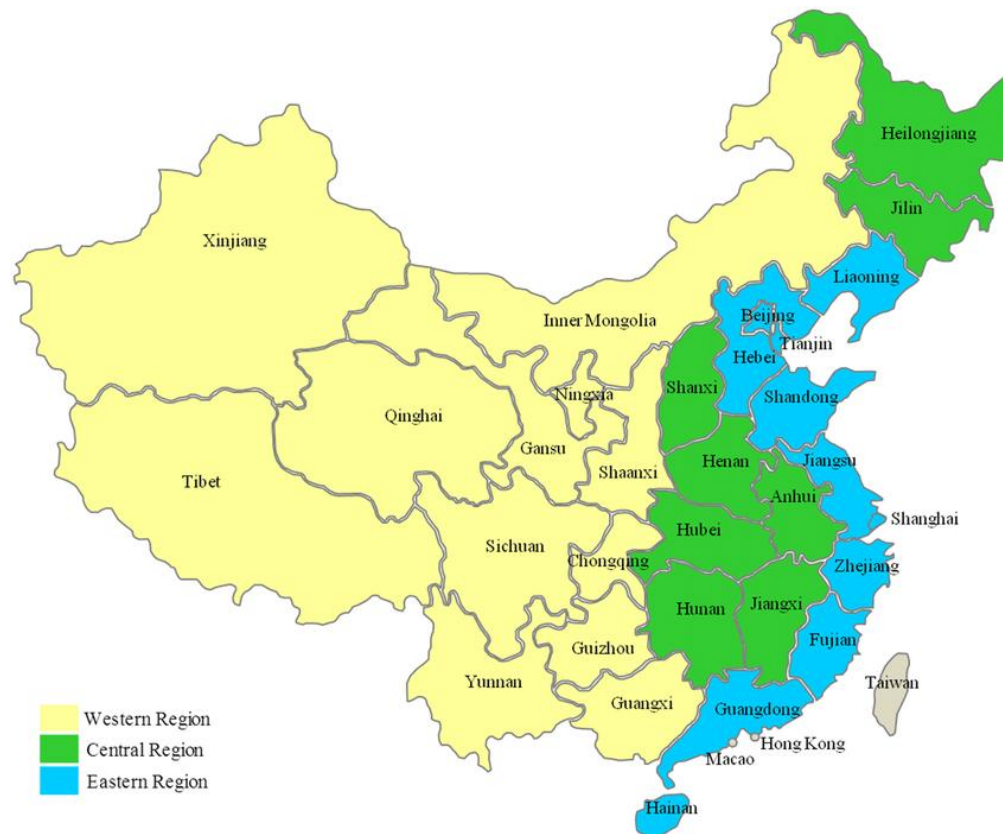 Heilongjiang
Jilin
Xinjiang
Liaoning
Inner Mongolia
Beijing
Tianjin
Hebei
Shanxi
Ningxia
Shandong
Qinghai
Gansu
Henan
Jiangsu
Shaanxi
Tibet
Anhui
Shanghai
Hubei
Sichuan
Chongqing
Zhejiang
Hunan
Jiangxi
Fujian
Guizhou
Yunnan
Taiwan
Guangxi
Guangdong
Hong Kong
Macao
Hainan
Western Region
Central Region
Eastern Region